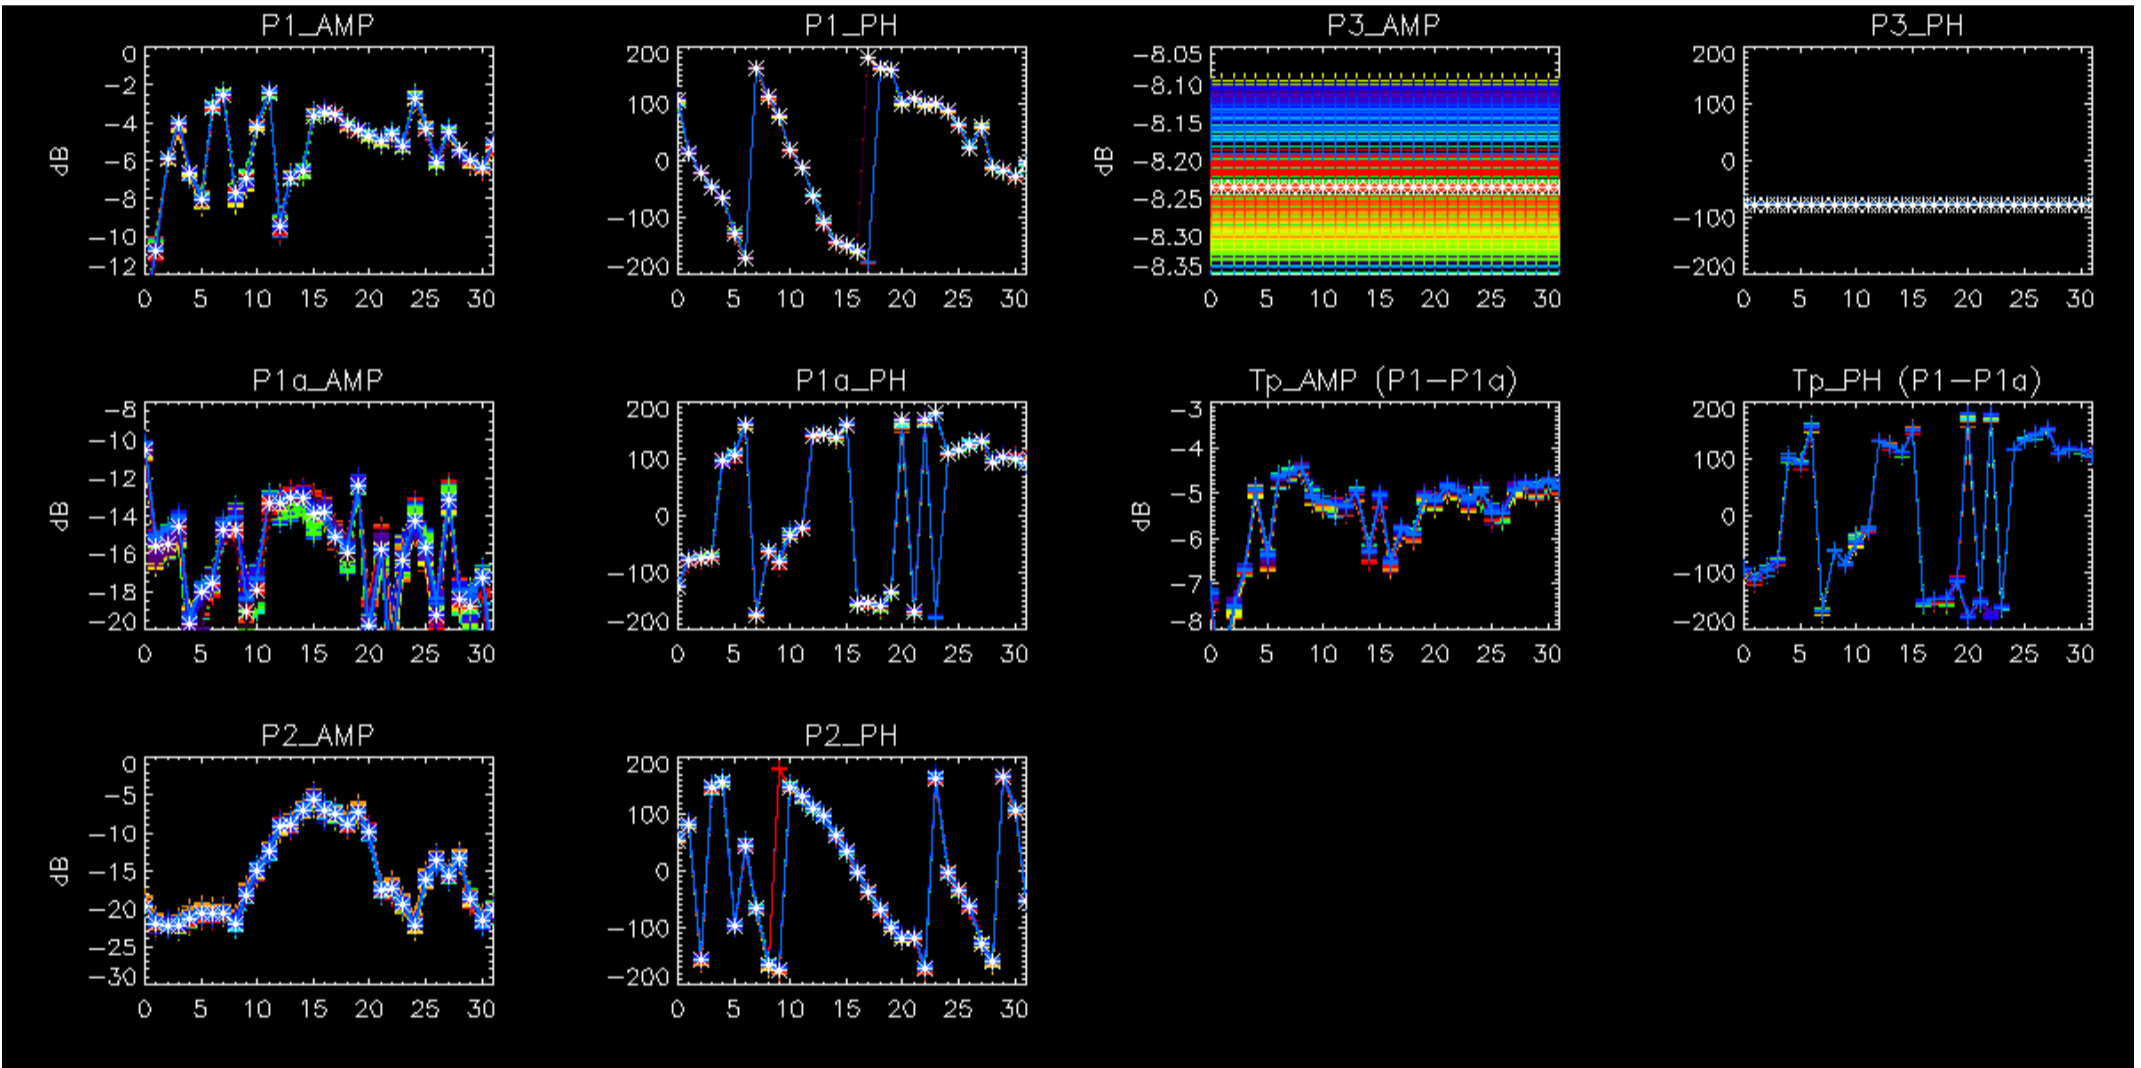 P1_AMP
P1_PH
P3_AMP
P3_PH
0
-2
-4
-6
-8
-10
-12
dB
0 5 10 15 20 25 30
200
100
0
-100
-200
0 5 10 15 20 25 30
-8.05
-8.10
-8.15
-8.20
-8.25
-8.30
-8.35
dB
0 5 10 15 20 25 30
200
100
0
-100
-200
0 5 10 15 20 25 30
P1a_AMP
P1a_PH
Tp_AMP (P1-P1a)
Tp_PH (P1-P1a)
-8
-10
-12
-14
-16
-18
-20
dB
0 5 10 15 20 25 30
200
100
0
-100
-200
0 5 10 15 20 25 30
-3
-4
-5
-6
-7
-8
dB
0 5 10 15 20 25 30
200
100
0
-100
-200
0 5 10 15 20 25 30
P2_AMP
P2_PH
0
-5
-10
-15
-20
-25
-30
dB
0 5 10 15 20 25 30
200
100
0
-100
-200
0 5 10 15 20 25 30